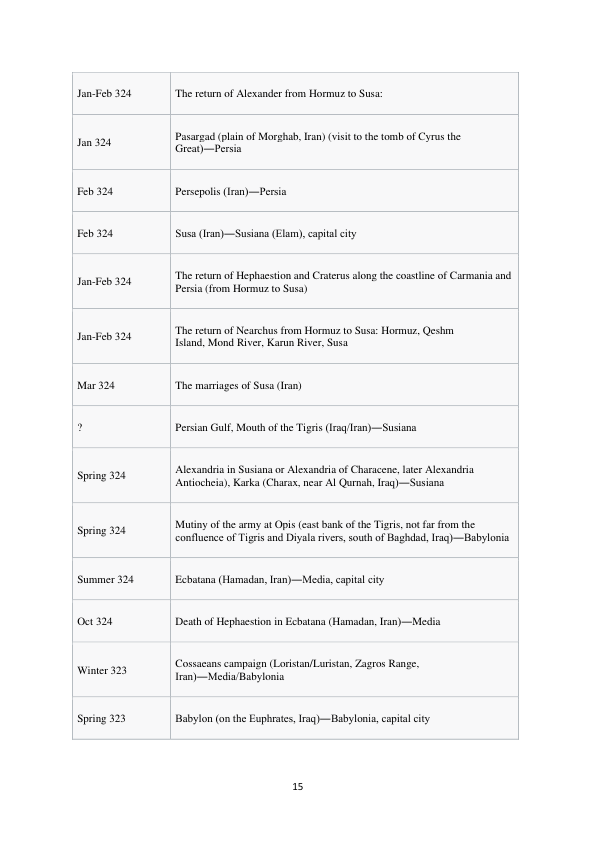 Jan-Feb 324
The return of Alexander from Hormuz to Susa:
Jan 324
Pasargad (plain of Morghab, Iran) (visit to the tomb of Cyrus the
Great)—Persia
Feb 324
Persepolis (Iran)—Persia
Feb 324
Susa (Iran)—Susiana (Elam), capital city
Jan-Feb 324
The return of Hephaestion and Craterus along the coastline of Carmania and
Persia (from Hormuz to Susa)
Jan-Feb 324
The return of Nearchus from Hormuz to Susa: Hormuz, Qeshm
Island, Mond River, Karun River, Susa
Mar 324
The marriages of Susa (Iran)
?
Persian Gulf, Mouth of the Tigris (Iraq/Iran)—Susiana
Spring 324
Alexandria in Susiana or Alexandria of Characene, later Alexandria
Antiocheia), Karka (Charax, near Al Qurnah, Iraq)—Susiana
Spring 324
Mutiny of the army at Opis (east bank of the Tigris, not far from the
confluence of Tigris and Diyala rivers, south of Baghdad, Iraq)—Babylonia
Summer 324
Ecbatana (Hamadan, Iran)—Media, capital city
Oct 324
Death of Hephaestion in Ecbatana (Hamadan, Iran)—Media
Winter 323
Cossaeans campaign (Loristan/Luristan, Zagros Range,
Iran)—Media/Babylonia
Spring 323
Babylon (on the Euphrates, Iraq)—Babylonia, capital city
15